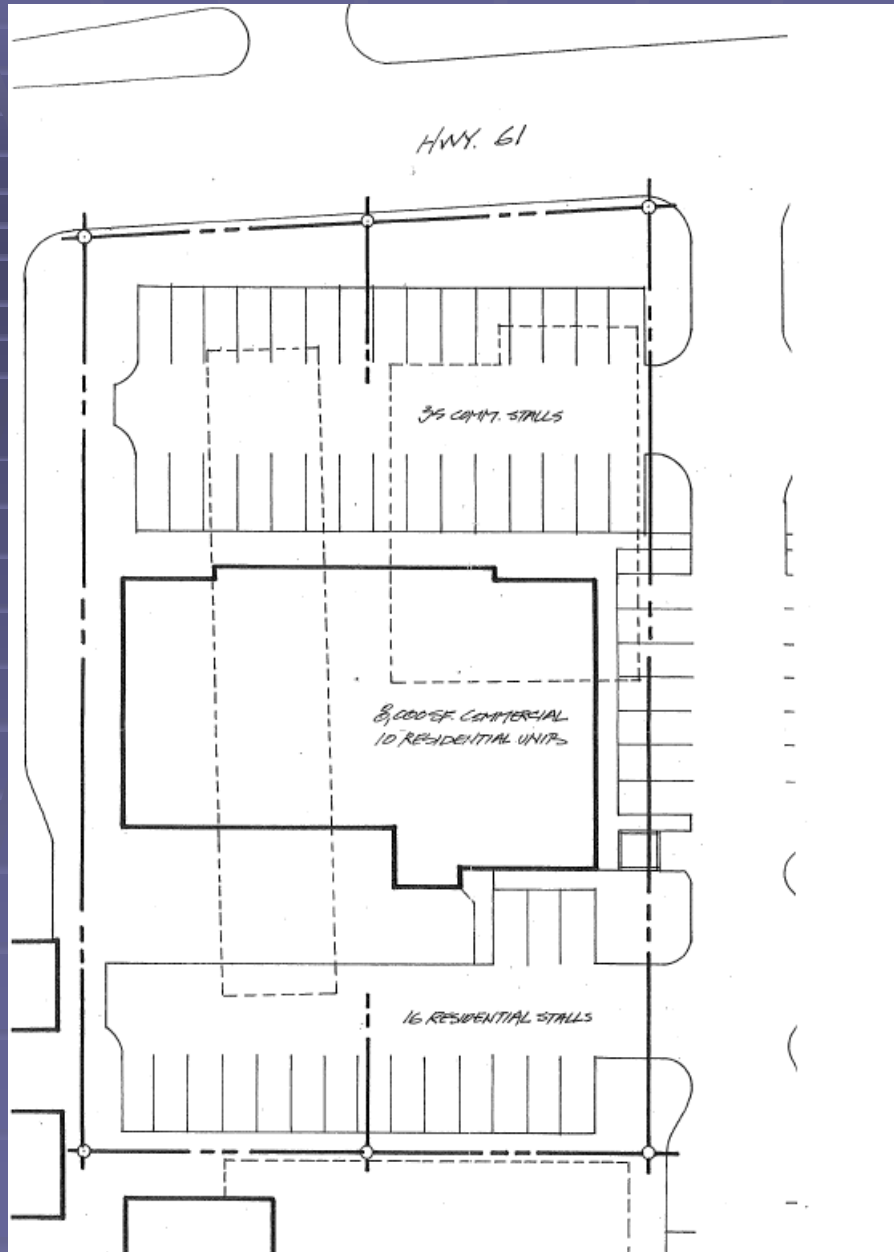 HWY. 61
35 COMM. STALLS
8,000 SF. COMMERCIAL
10 RESIDENTIAL UNITS
16 RESIDENTIAL STALLS